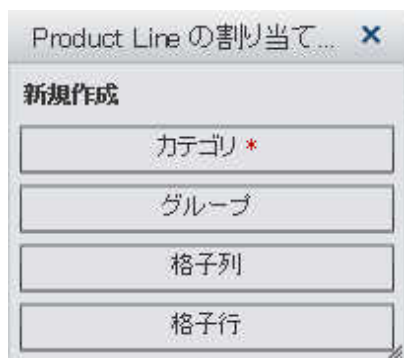 Product Line の割り当て...
新規作成
カテゴリ *
グループ
格子列
格子行